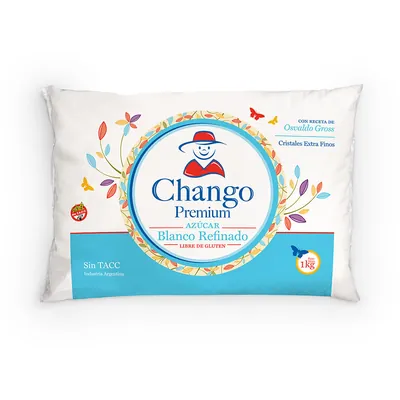 CON RECETA DE
Osvaldo Gross
Cristales Extra Finos
Chango
Premium
AZÚCAR
Blanco Refinado
LIBRE DE GLUTEN
Sin TACC
Industria Argentina
1kg